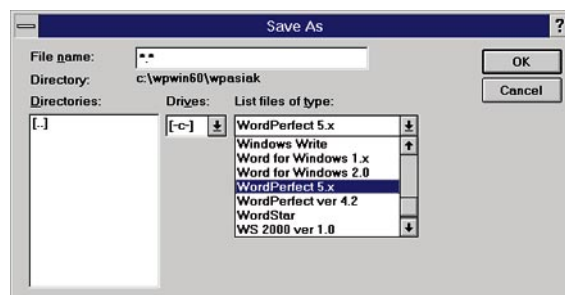 Save As
?
File name:
*.*
OK
Directory:
c:\wpwin60\wpasiak
Cancel
Directories:
Drives:
List files of type:
[..]
[-c-]
WordPerfect 5.x
Windows Write
Word for Windows 1.x
Word for Windows 2.0
WordPerfect 5.x
WordPerfect ver 4.2
WordStar
WS 2000 ver 1.0